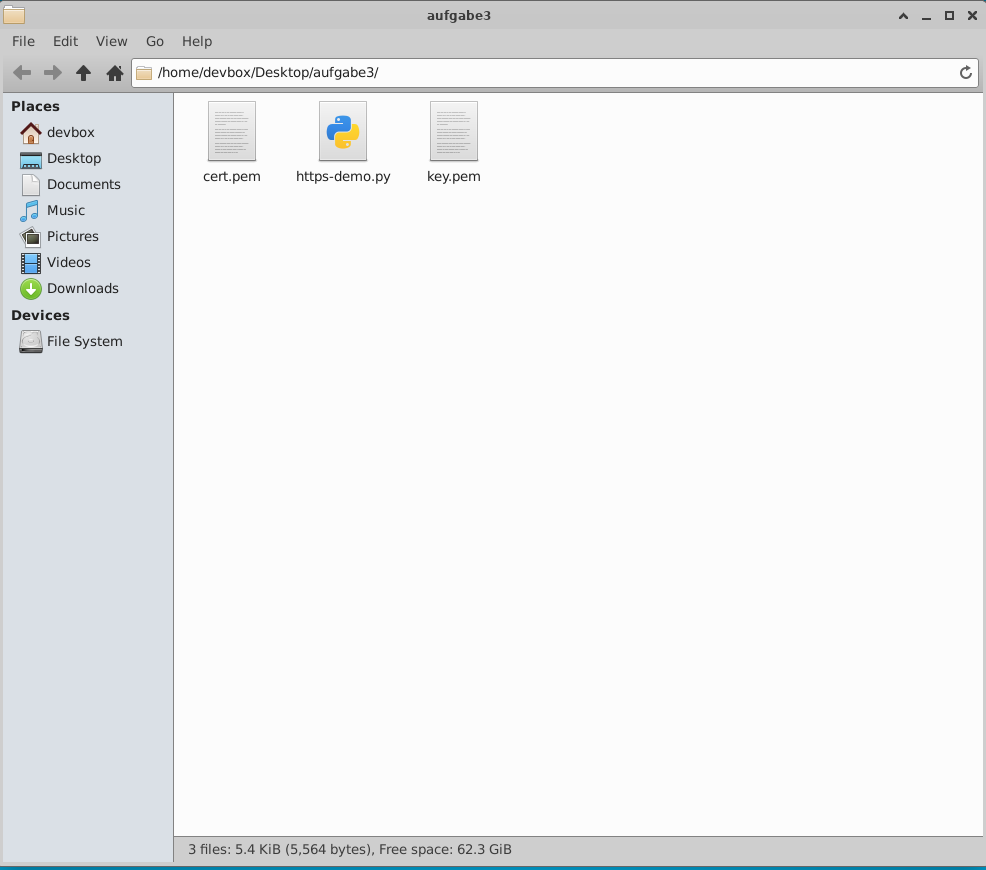 aufgabe3
File Edit View Go Help
/home/devbox/Desktop/aufgabe3/
Places
devbox
Desktop
Documents
Music
Pictures
Videos
Downloads
Devices
File System
cert.pem https-demo.py key.pem
3 files: 5.4 KiB (5,564 bytes), Free space: 62.3 GiB